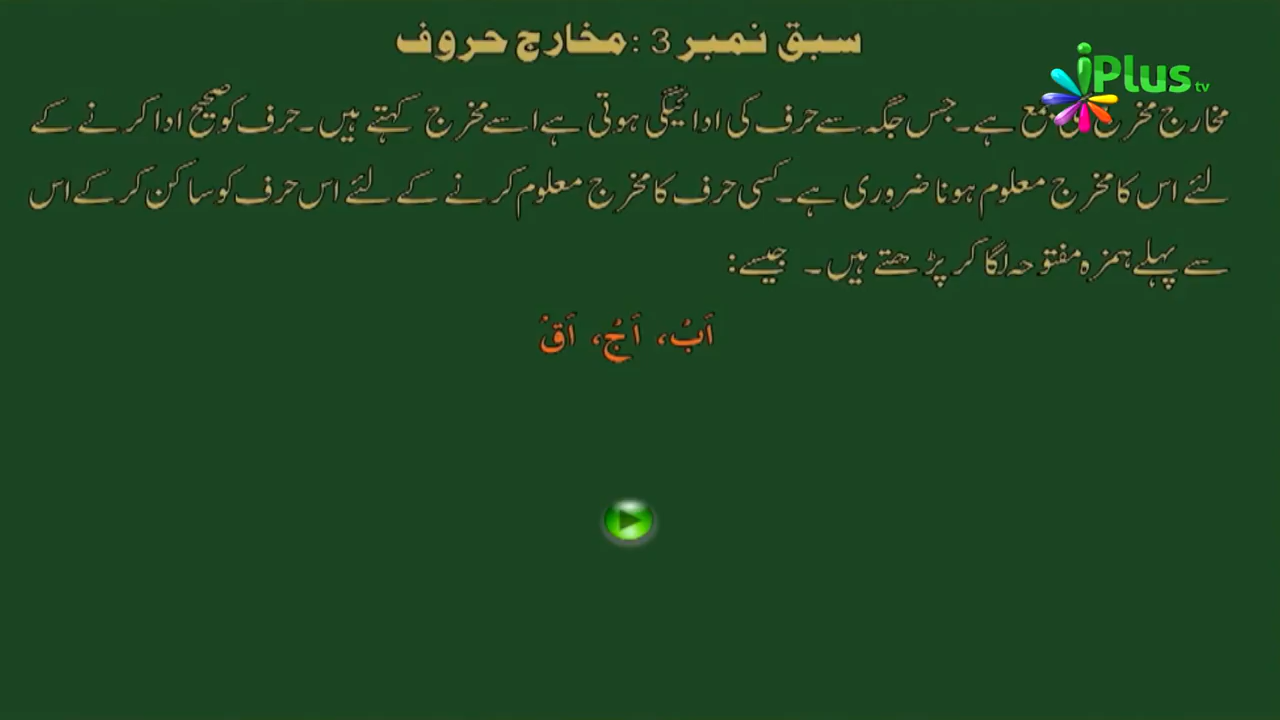 سبق نمبر 3 : مخارج حروف
iPlus tv
مخارج مخرج کی جمع ہے۔ جس جگہ سے حرف کی ادائیگی ہوتی ہے اسے مخرج کہتے ہیں۔ حرف کو صحیح ادا کرنے کے
لئے اس کا مخرج معلوم ہونا ضروری ہے۔ کسی حرف کا مخرج معلوم کرنے کے لئے اس حرف کو ساکن کر کے اس
سے پہلے ہمزہ مفتوحہ لگا کر پڑھتے ہیں۔ جیسے:
اَبْ، اَجْ، اَقْ